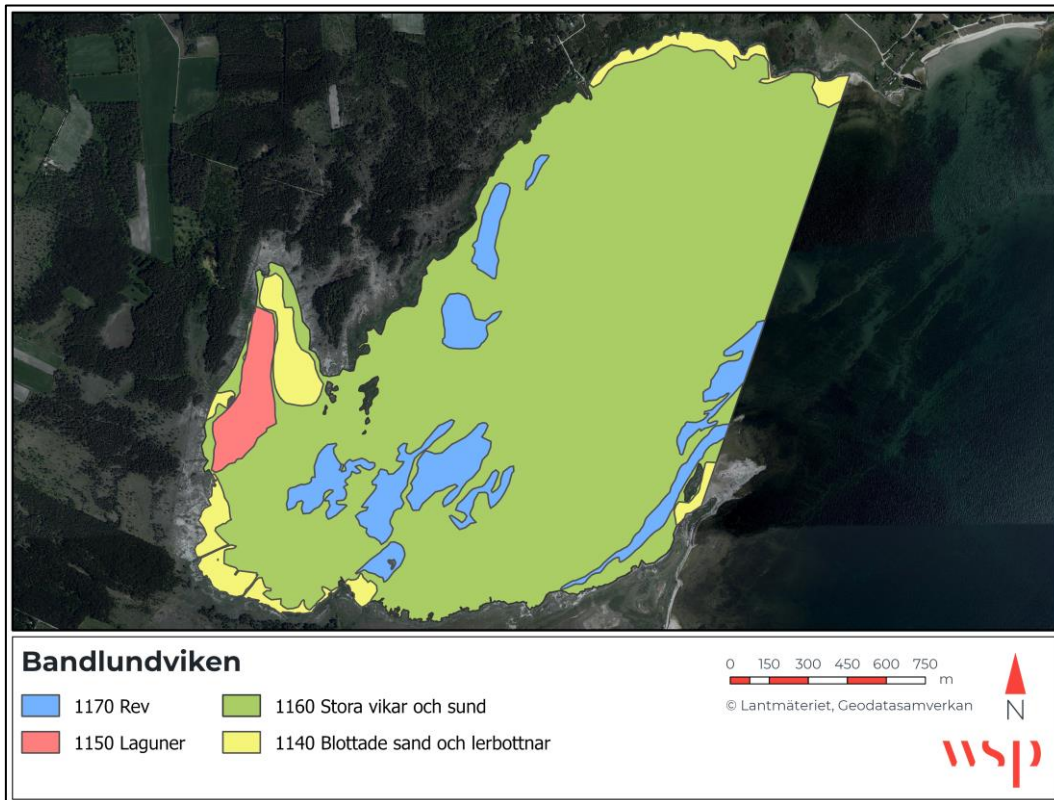 Bandlundviken
1170 Rev
1160 Stora vikar och sund
1150 Laguner
1140 Blottade sand och lerbottnar
0 150 300 450 600 750
m
© Lantmäteriet, Geodatasamverkan
N
wsp